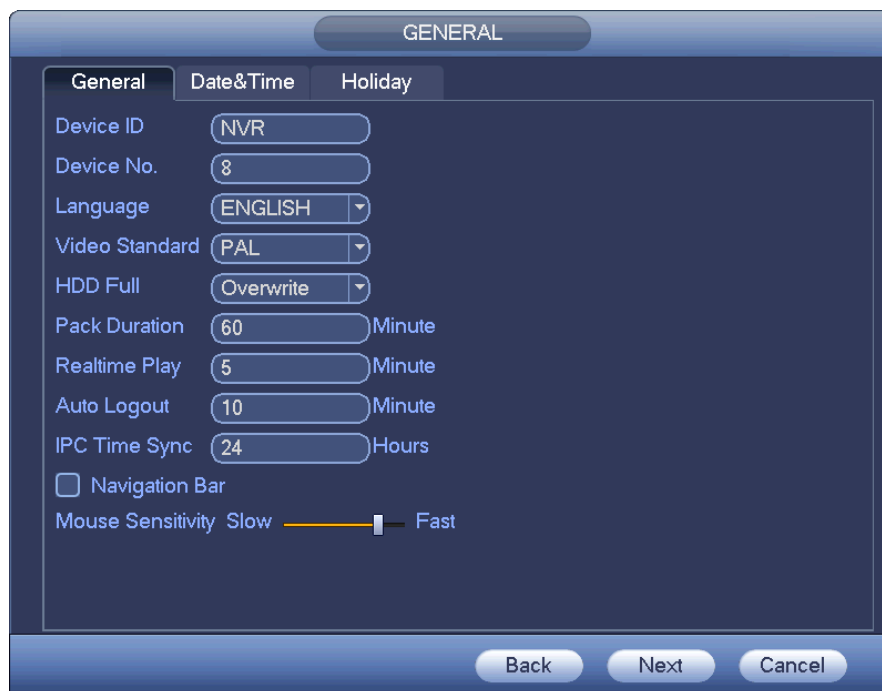 GENERAL
General Date&Time Holiday
Device ID NVR
Device No. 8
Language ENGLISH
Video Standard PAL
HDD Full Overwrite
Pack Duration 60 Minute
Realtime Play 5 Minute
Auto Logout 10 Minute
IPC Time Sync 24 Hours
Navigation Bar
Mouse Sensitivity Slow Fast
Back Next Cancel